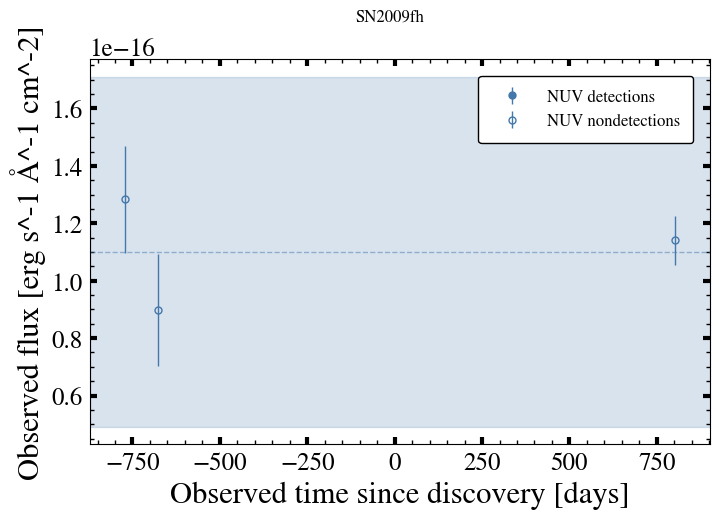 SN2009fh
1e−16
NUV detections
NUV nondetections
1.6
1.4
1.2
1.0
0.8
0.6
Observed flux [erg s^-1 Å^-1 cm^-2]
−750
−500
−250
0
250
500
750
Observed time since discovery [days]